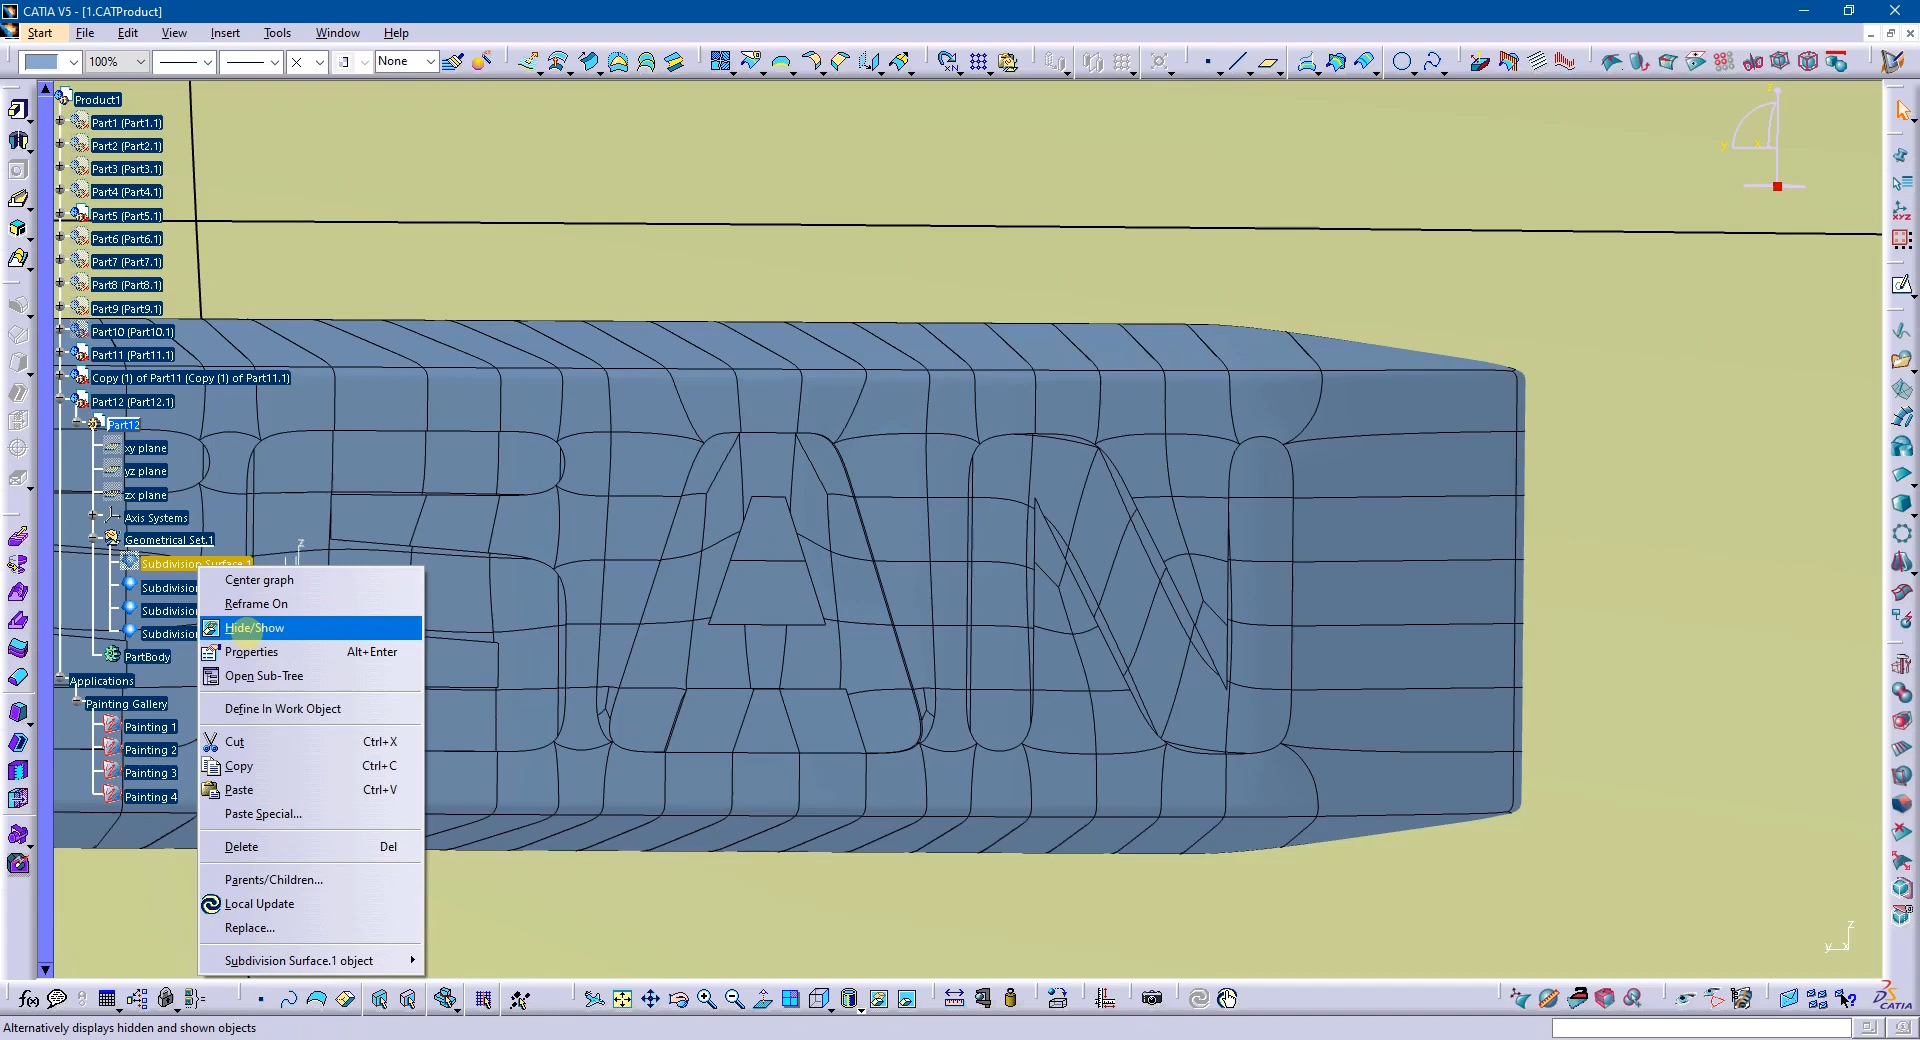 CATIA V5 - [1.CATProduct]
Start File Edit View Insert Tools Window Help
100% None
Product1
Part1 (Part1.1)
Part2 (Part2.1)
Part3 (Part3.1)
Part4 (Part4.1)
Part5 (Part5.1)
Part6 (Part6.1)
Part7 (Part7.1)
Part8 (Part8.1)
Part9 (Part9.1)
Part10 (Part10.1)
Part11 (Part11.1)
Copy (1) of Part11 (Copy (1) of Part11.1)
Part12 (Part12.1)
Part12
xy plane
yz plane
zx plane
Axis Systems
Geometrical Set.1
Subdivision Surface.1
Subdivision
Subdivision
Subdivision
PartBody
Applications
Painting Gallery
Painting 1
Painting 2
Painting 3
Painting 4
Center graph
Reframe On
Hide/Show
Properties Alt+Enter
Open Sub-Tree
Define In Work Object
Cut Ctrl+X
Copy Ctrl+C
Paste Ctrl+V
Paste Special...
Delete Del
Parents/Children...
Local Update
Replace...
Subdivision Surface.1 object
AN
z
z
y x
z
y x
f(x)
CATIA
Alternatively displays hidden and shown objects